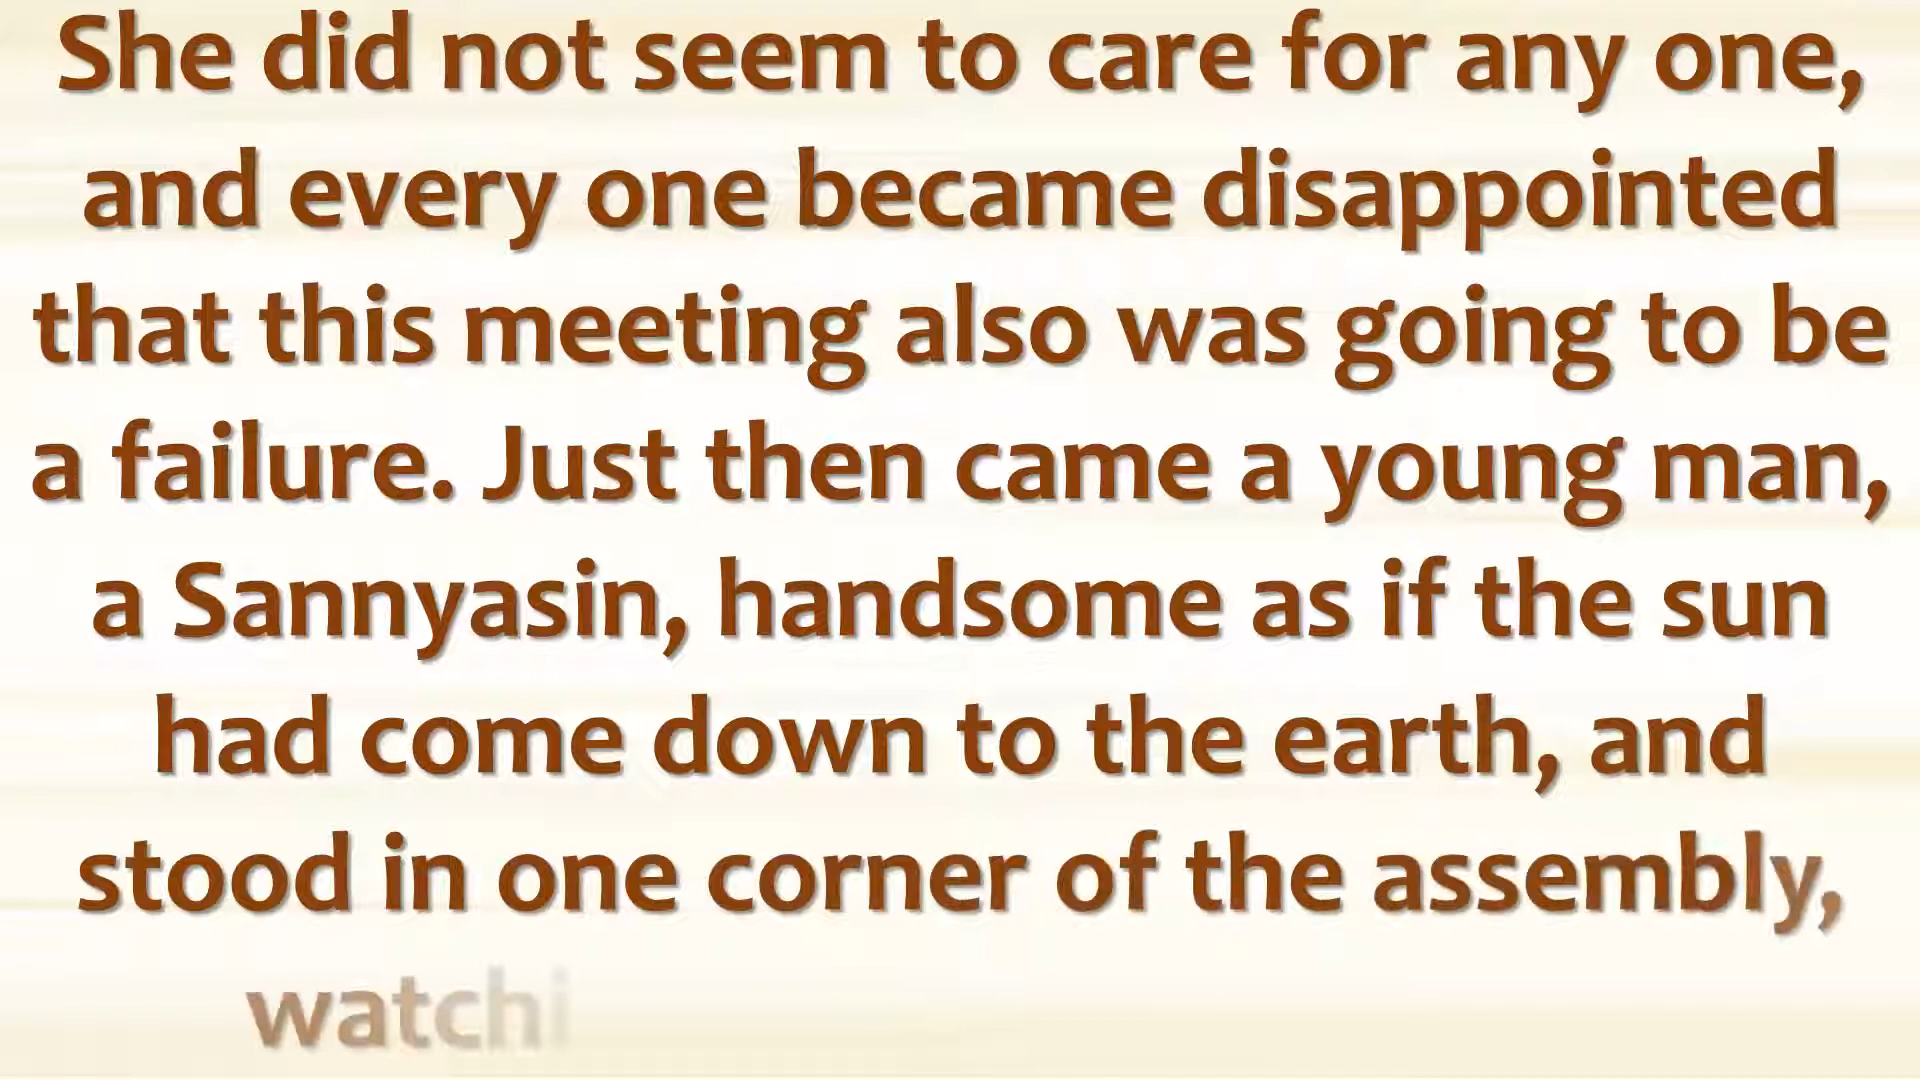 She did not seem to care for any one,
and every one became disappointed
that this meeting also was going to be
a failure. Just then came a young man,
a Sannyasin, handsome as if the sun
had come down to the earth, and
stood in one corner of the assembly,
watchi